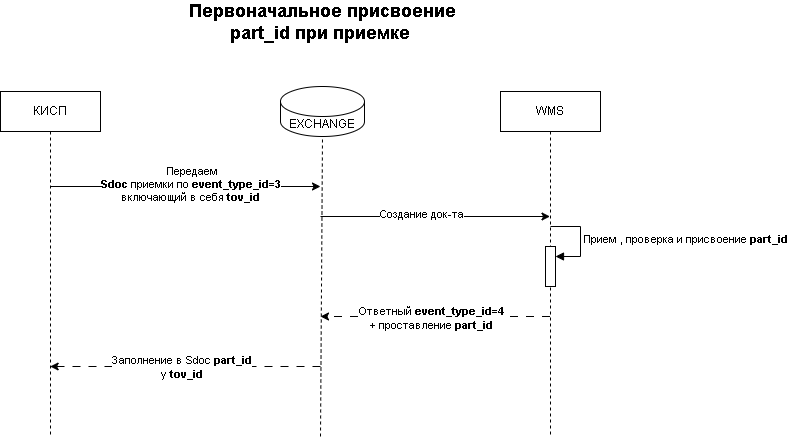 Первоначальное присвоение
part_id при приемке
КИСП
EXCHANGE
WMS
Передаем
Sdoc приемки по event_type_id=3
включающий в себя tov_id
Создание док-та
Прием , проверка и присвоение part_id
Ответный event_type_id=4
+ проставление part_id
Заполнение в Sdoc part_id
у tov_id